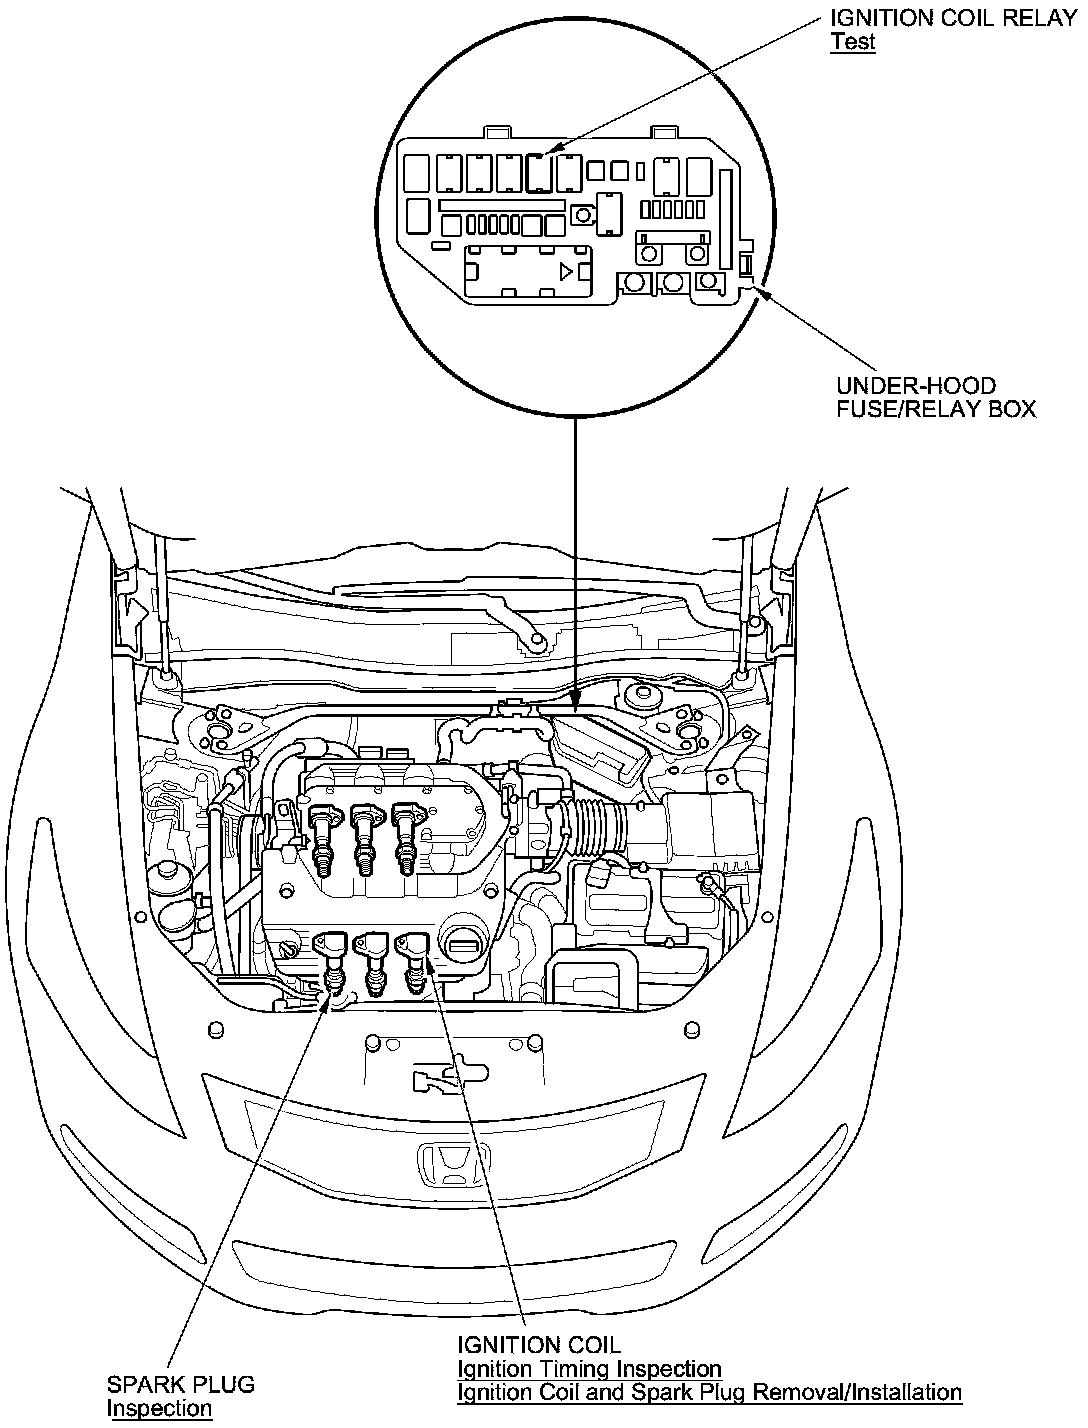 IGNITION COIL RELAY
Test
UNDER-HOOD
FUSE/RELAY BOX
IGNITION COIL
Ignition Timing Inspection
Ignition Coil and Spark Plug Removal/Installation
SPARK PLUG
Inspection